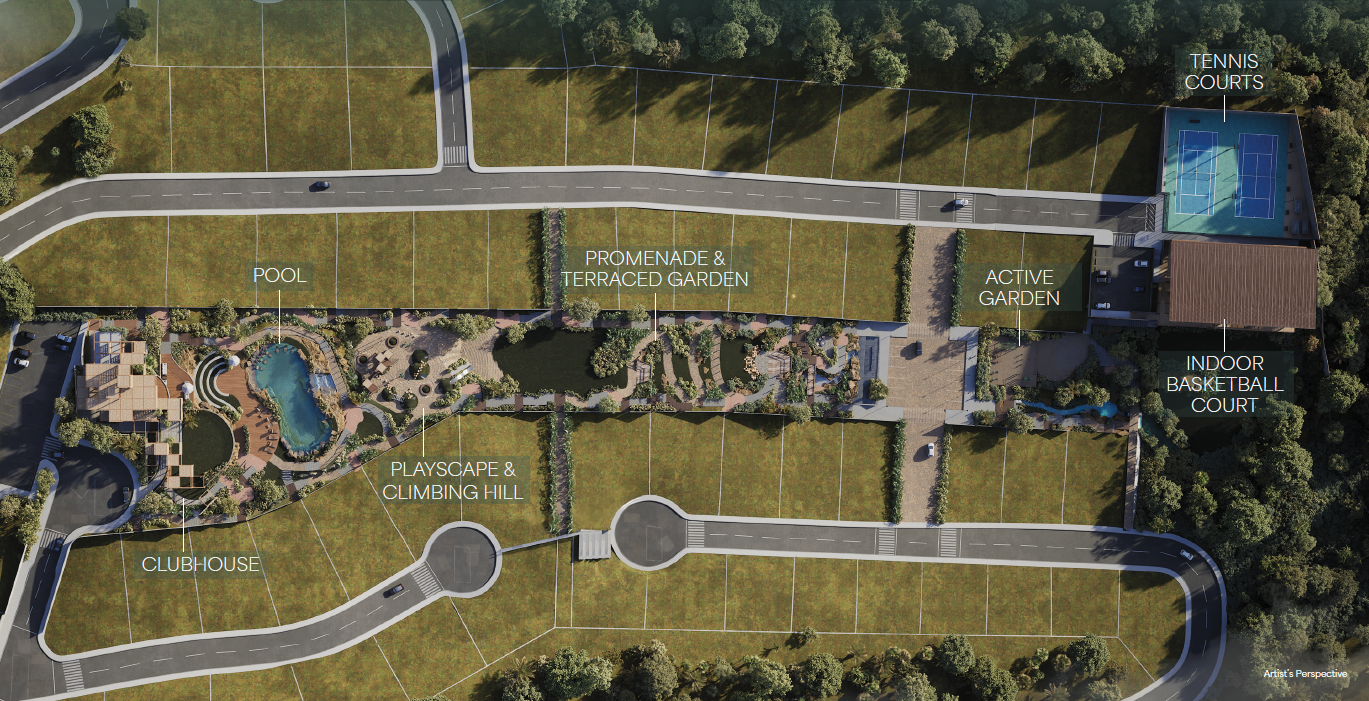 TENNIS
COURTS
PROMENADE &
TERRACED GARDEN
POOL
ACTIVE
GARDEN
INDOOR
BASKETBALL
COURT
PLAYSCAPE &
CLIMBING HILL
CLUBHOUSE
Artist's Perspective